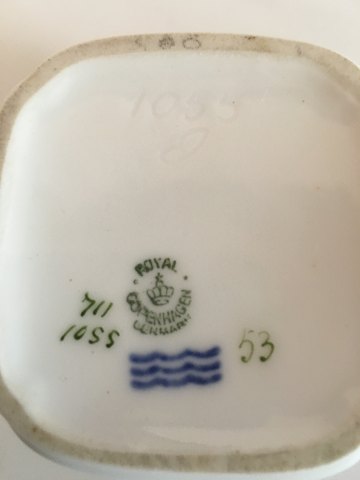 1055
ROYAL
COPENHAGEN
DENMARK
711
1055
53